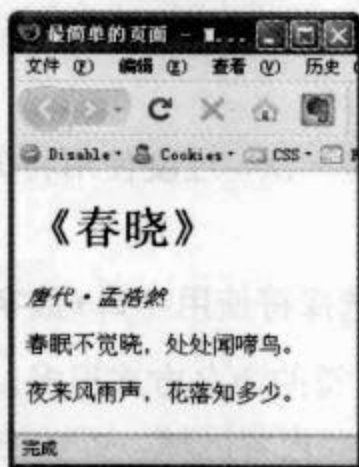 最简单的页面 - M...
文件 (F) 编辑 (E) 查看 (V) 历史
Disable Cookies CSS
《春晓》
唐代·孟浩然
春眠不觉晓，处处闻啼鸟。
夜来风雨声，花落知多少。
完成